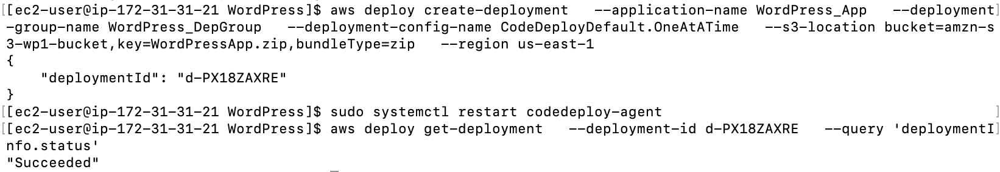 [[ec2-user@ip-172-31-31-21 WordPress]$ aws deploy create-deployment   --application-name WordPress_App   --deployment]
-group-name WordPress_DepGroup   --deployment-config-name CodeDeployDefault.OneAtATime   --s3-location bucket=amzn-s
3-wp1-bucket,key=WordPressApp.zip,bundleType=zip   --region us-east-1
{
    "deploymentId": "d-PX18ZAXRE"
}
[[ec2-user@ip-172-31-31-21 WordPress]$ sudo systemctl restart codedeploy-agent ]
[[ec2-user@ip-172-31-31-21 WordPress]$ aws deploy get-deployment   --deployment-id d-PX18ZAXRE   --query 'deploymentI]
nfo.status'
"Succeeded"